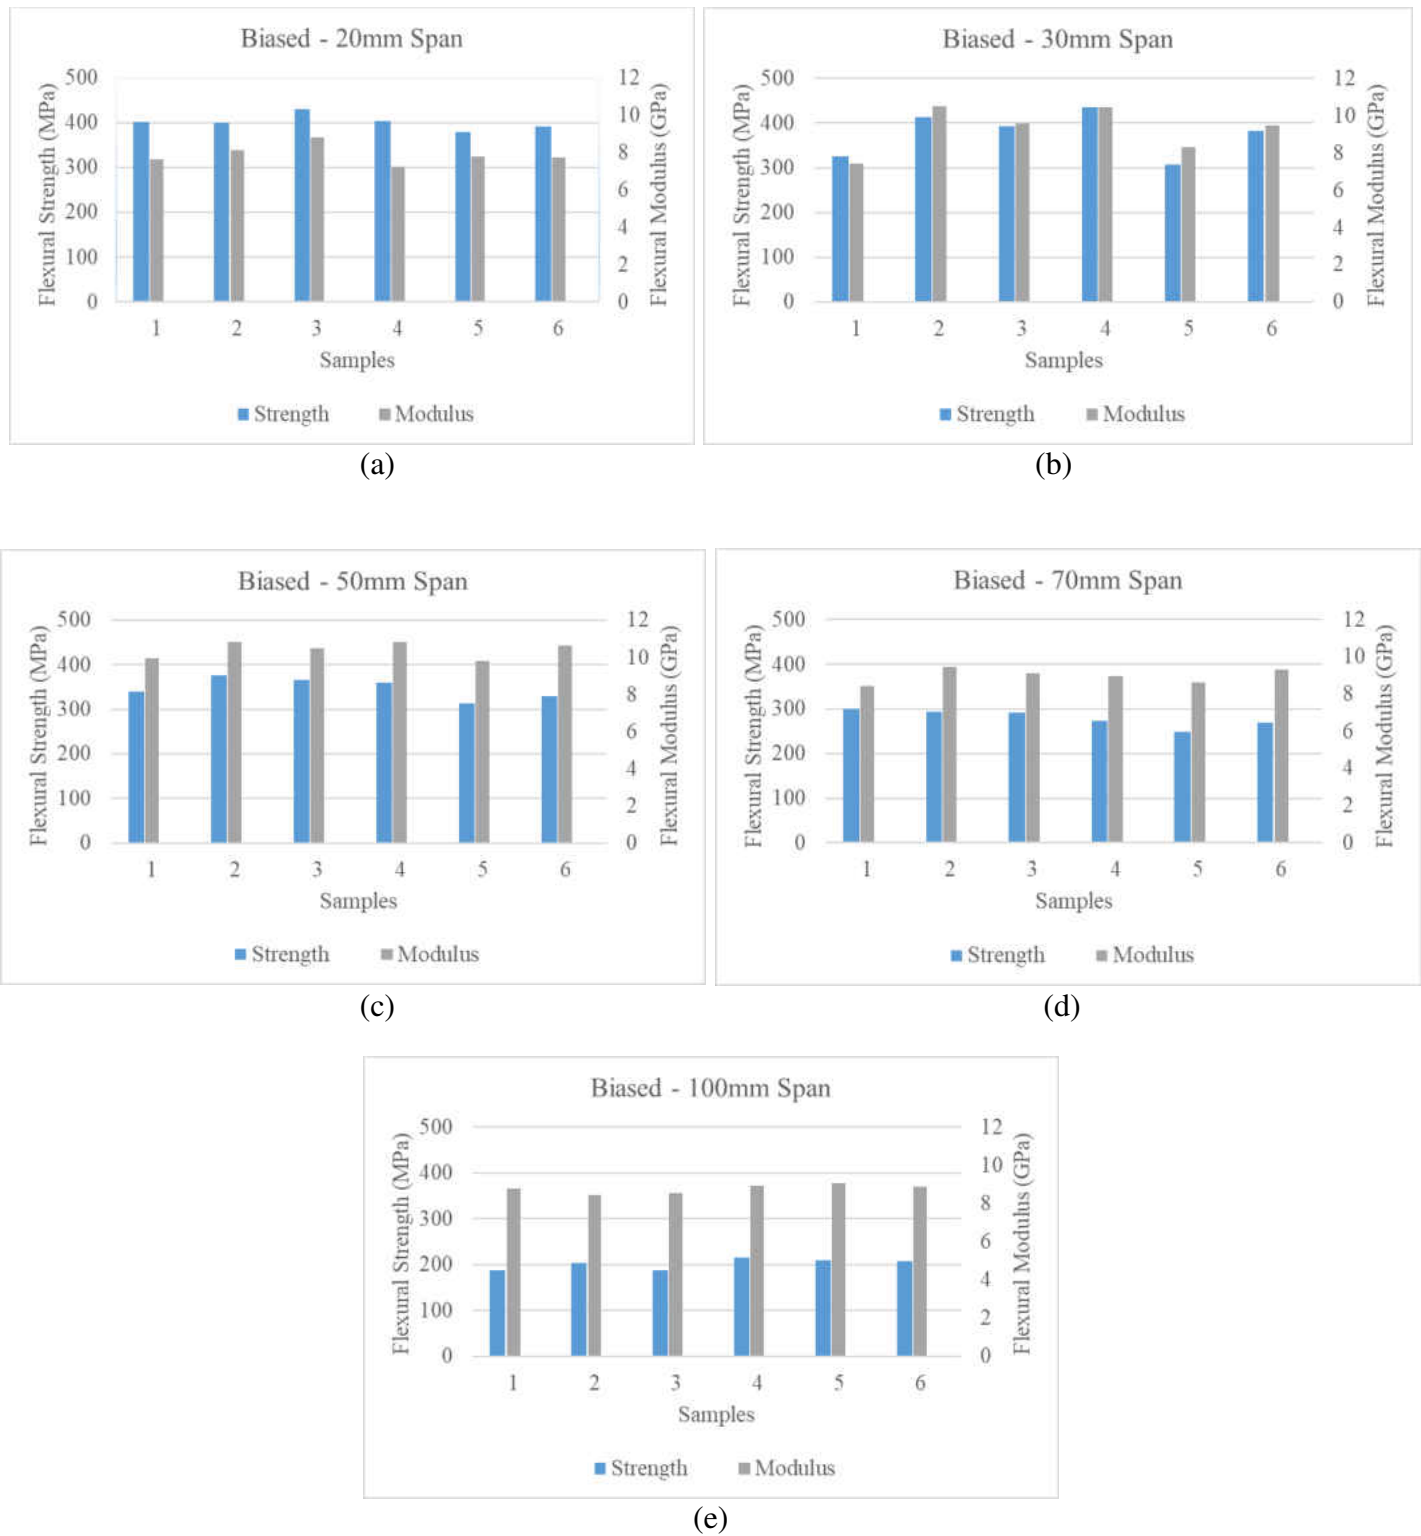 Biased - 20mm Span
Flexural Strength (MPa)
500
400
300
200
100
0
12
10
8
6
4
2
0
Flexural Modulus (GPa)
1 2 3 4 5 6
Samples
Strength Modulus
(a)
Biased - 30mm Span
Flexural Strength (MPa)
500
400
300
200
100
0
12
10
8
6
4
2
0
Flexural Modulus (GPa)
1 2 3 4 5 6
Samples
Strength Modulus
(b)
Biased - 50mm Span
Flexural Strength (MPa)
500
400
300
200
100
0
12
10
8
6
4
2
0
Flexural Modulus (GPa)
1 2 3 4 5 6
Samples
Strength Modulus
(c)
Biased - 70mm Span
Flexural Strength (MPa)
500
400
300
200
100
0
12
10
8
6
4
2
0
Flexural Modulus (GPa)
1 2 3 4 5 6
Samples
Strength Modulus
(d)
Biased - 100mm Span
Flexural Strength (MPa)
500
400
300
200
100
0
12
10
8
6
4
2
0
Flexural Modulus (GPa)
1 2 3 4 5 6
Samples
Strength Modulus
(e)